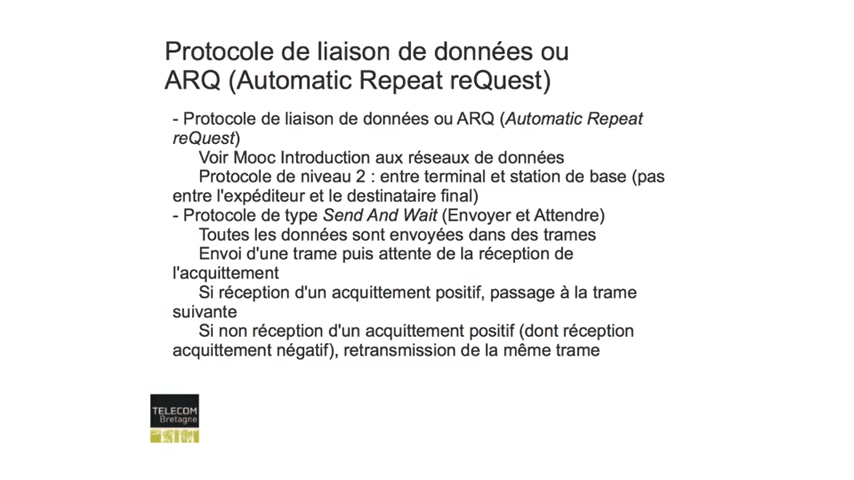 Protocole de liaison de données ou
ARQ (Automatic Repeat reQuest)
- Protocole de liaison de données ou ARQ (Automatic Repeat
reQuest)
Voir Mooc Introduction aux réseaux de données
Protocole de niveau 2 : entre terminal et station de base (pas
entre l'expéditeur et le destinataire final)
- Protocole de type Send And Wait (Envoyer et Attendre)
Toutes les données sont envoyées dans des trames
Envoi d'une trame puis attente de la réception de
l'acquittement
Si réception d'un acquittement positif, passage à la trame
suivante
Si non réception d'un acquittement positif (dont réception
acquittement négatif), retransmission de la même trame
TELECOM
Bretagne